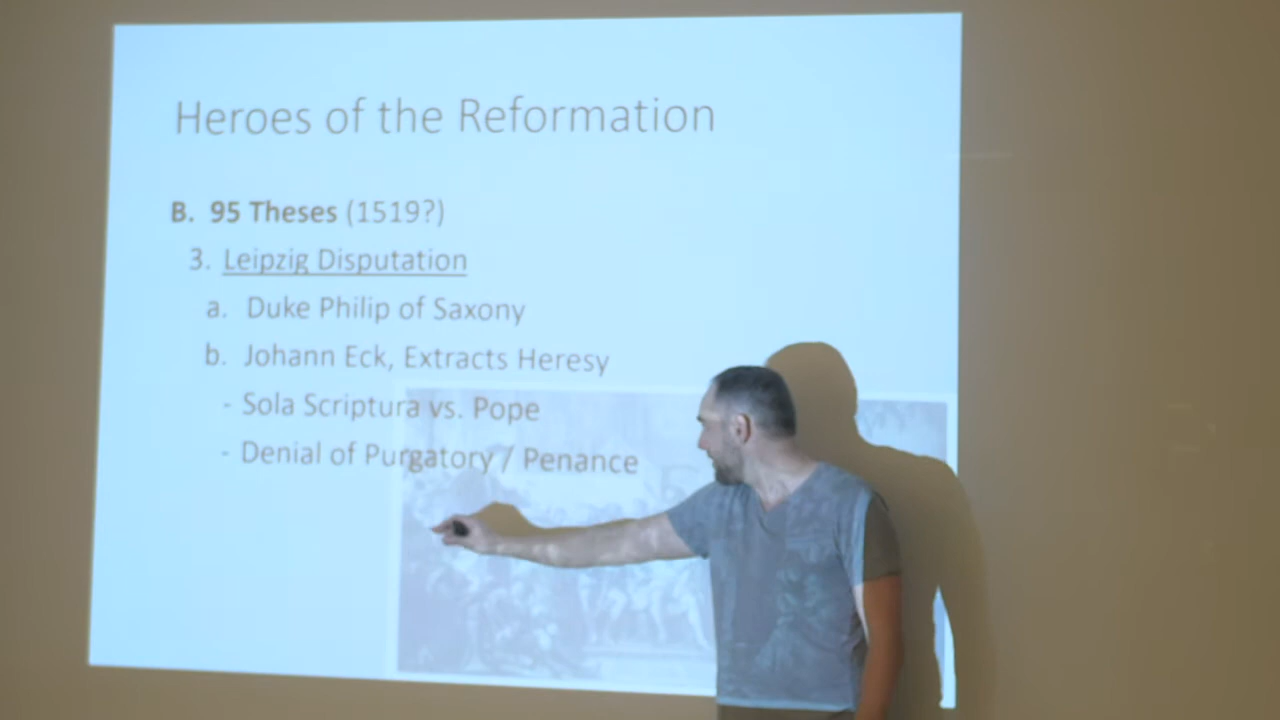 Heroes of the Reformation
B. 95 Theses (1519?)
3. Leipzig Disputation
a. Duke Philip of Saxony
b. Johann Eck, Extracts Heresy
- Sola Scriptura vs. Pope
- Denial of Purgatory / Penance